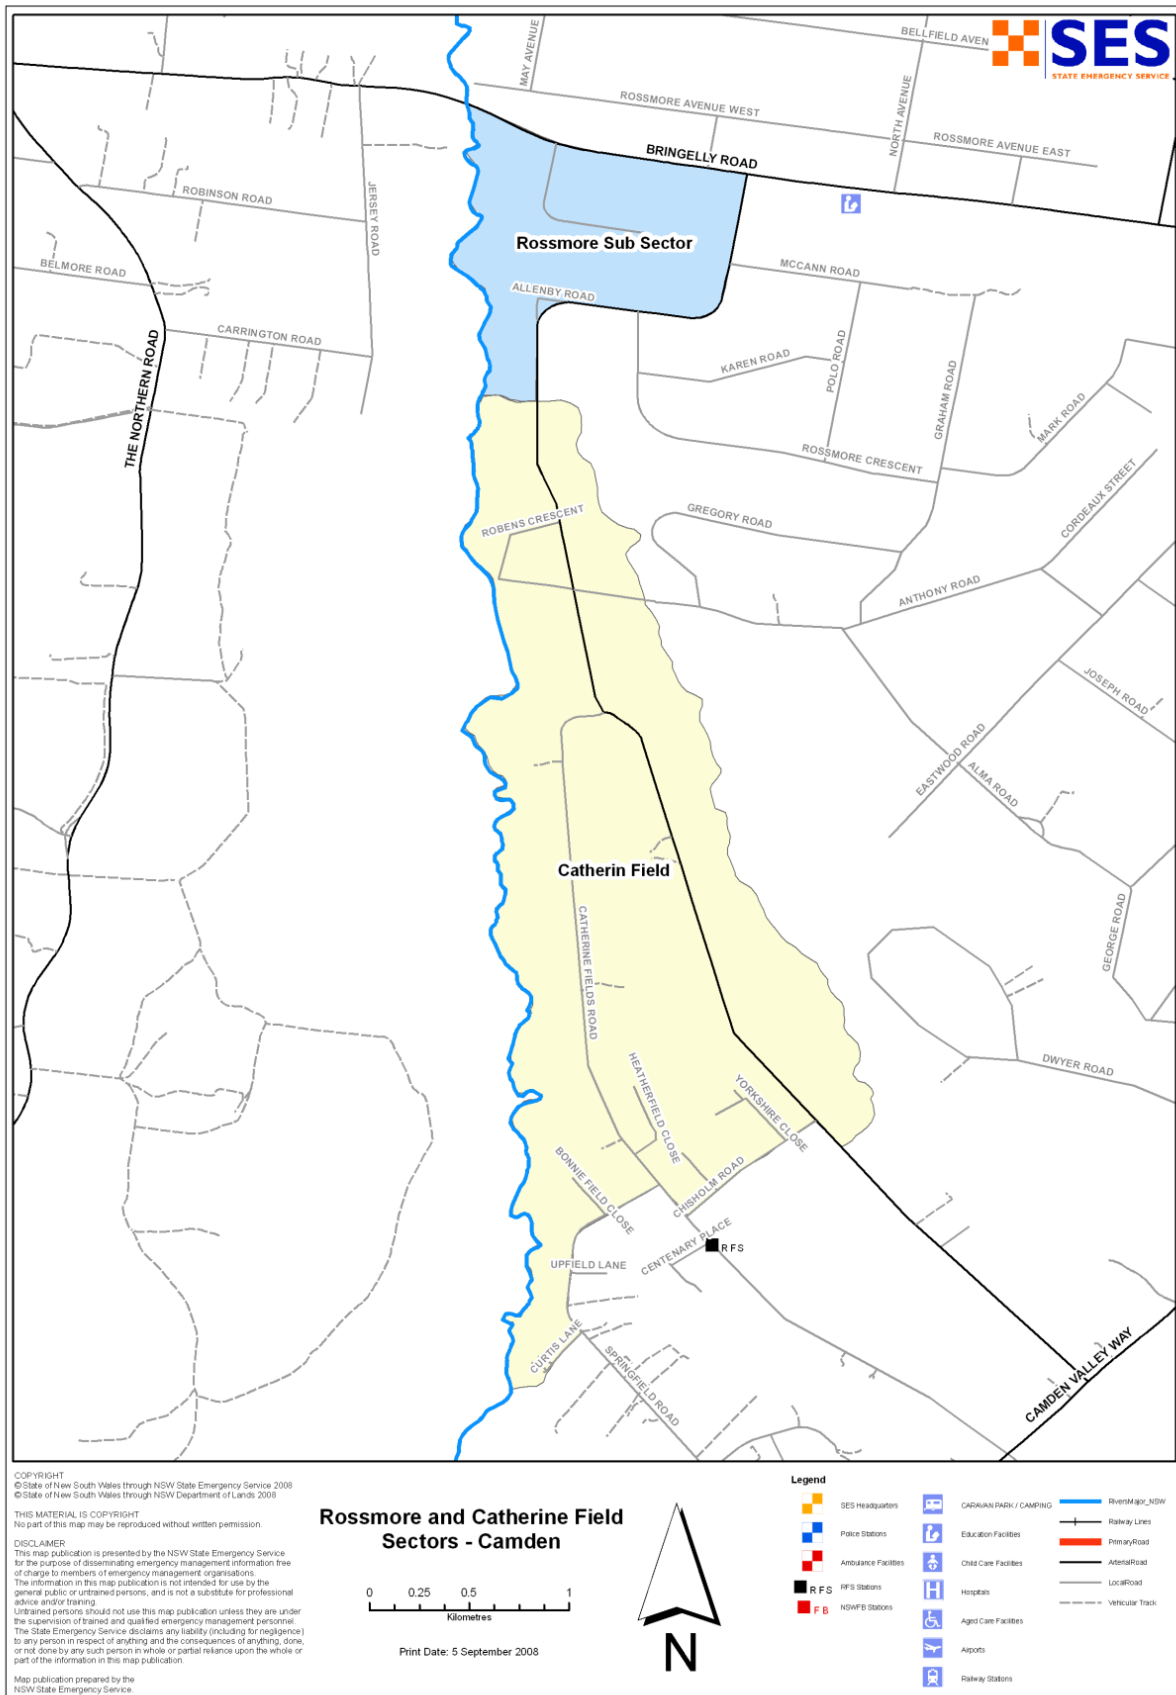 SES
STATE EMERGENCY SERVICE
BELLFIELD AVEN
MAY AVENUE
ROSSMORE AVENUE WEST
NORTH AVENUE
ROSSMORE AVENUE EAST
BRINGELLY ROAD
JERSEY ROAD
ROBINSON ROAD
Rossmore Sub Sector
BELMORE ROAD
MCCANN ROAD
ALLENBY ROAD
CARRINGTON ROAD
THE NORTHERN ROAD
KAREN ROAD
POLO ROAD
GRAHAM ROAD
MARK ROAD
ROSSMORE CRESCENT
CORDEAUX STREET
ROBENS CRESCENT
GREGORY ROAD
ANTHONY ROAD
JOSEPH ROAD
EASTWOOD ROAD
ALMA ROAD
Catherin Field
CATHERINE FIELDS ROAD
GEORGE ROAD
DWYER ROAD
HEATHERFIELD CLOSE
YORKSHIRE CLOSE
BONNIE FIELD CLOSE
CHISHOLM ROAD
CENTENARY PLACE
RFS
UPFIELD LANE
CURTIS LANE
SPRINGFIELD ROAD
CAMDEN VALLEY WAY
COPYRIGHT
© State of New South Wales through NSW State Emergency Service 2008
© State of New South Wales through NSW Department of Lands 2008
THIS MATERIAL IS COPYRIGHT
No part of this map may be reproduced without written permission.
DISCLAIMER
This map publication is presented by the NSW State Emergency Service
for the purpose of disseminating emergency management information free
of charge to members of emergency management organisations.
The information in this map publication is not intended for use by the
general public or untrained persons, and is not a substitute for professional
advice and/or training.
Untrained persons should not use this map publication unless they are under
the supervision of trained and qualified emergency management personnel.
The State Emergency Service disclaims any liability (including for negligence)
to any person in respect of anything and the consequences of anything, done,
or not done by any such person in whole or partial reliance upon the whole or
part of the information in this map publication.
Map publication prepared by the
NSW State Emergency Service.
Rossmore and Catherine Field
Sectors - Camden
0 0.25 0.5 1
Kilometres
Print Date: 5 September 2008
N
Legend
SES Headquarters
Police Stations
Ambulance Facilities
RFS RFS Stations
FB NSWFB Stations
CARAVAN PARK / CAMPING
Education Facilities
Child Care Facilities
H Hospitals
Aged Care Facilities
Airports
Railway Stations
RiversMajor_NSW
Railway Lines
PrimaryRoad
ArterialRoad
LocalRoad
Vehicular Track